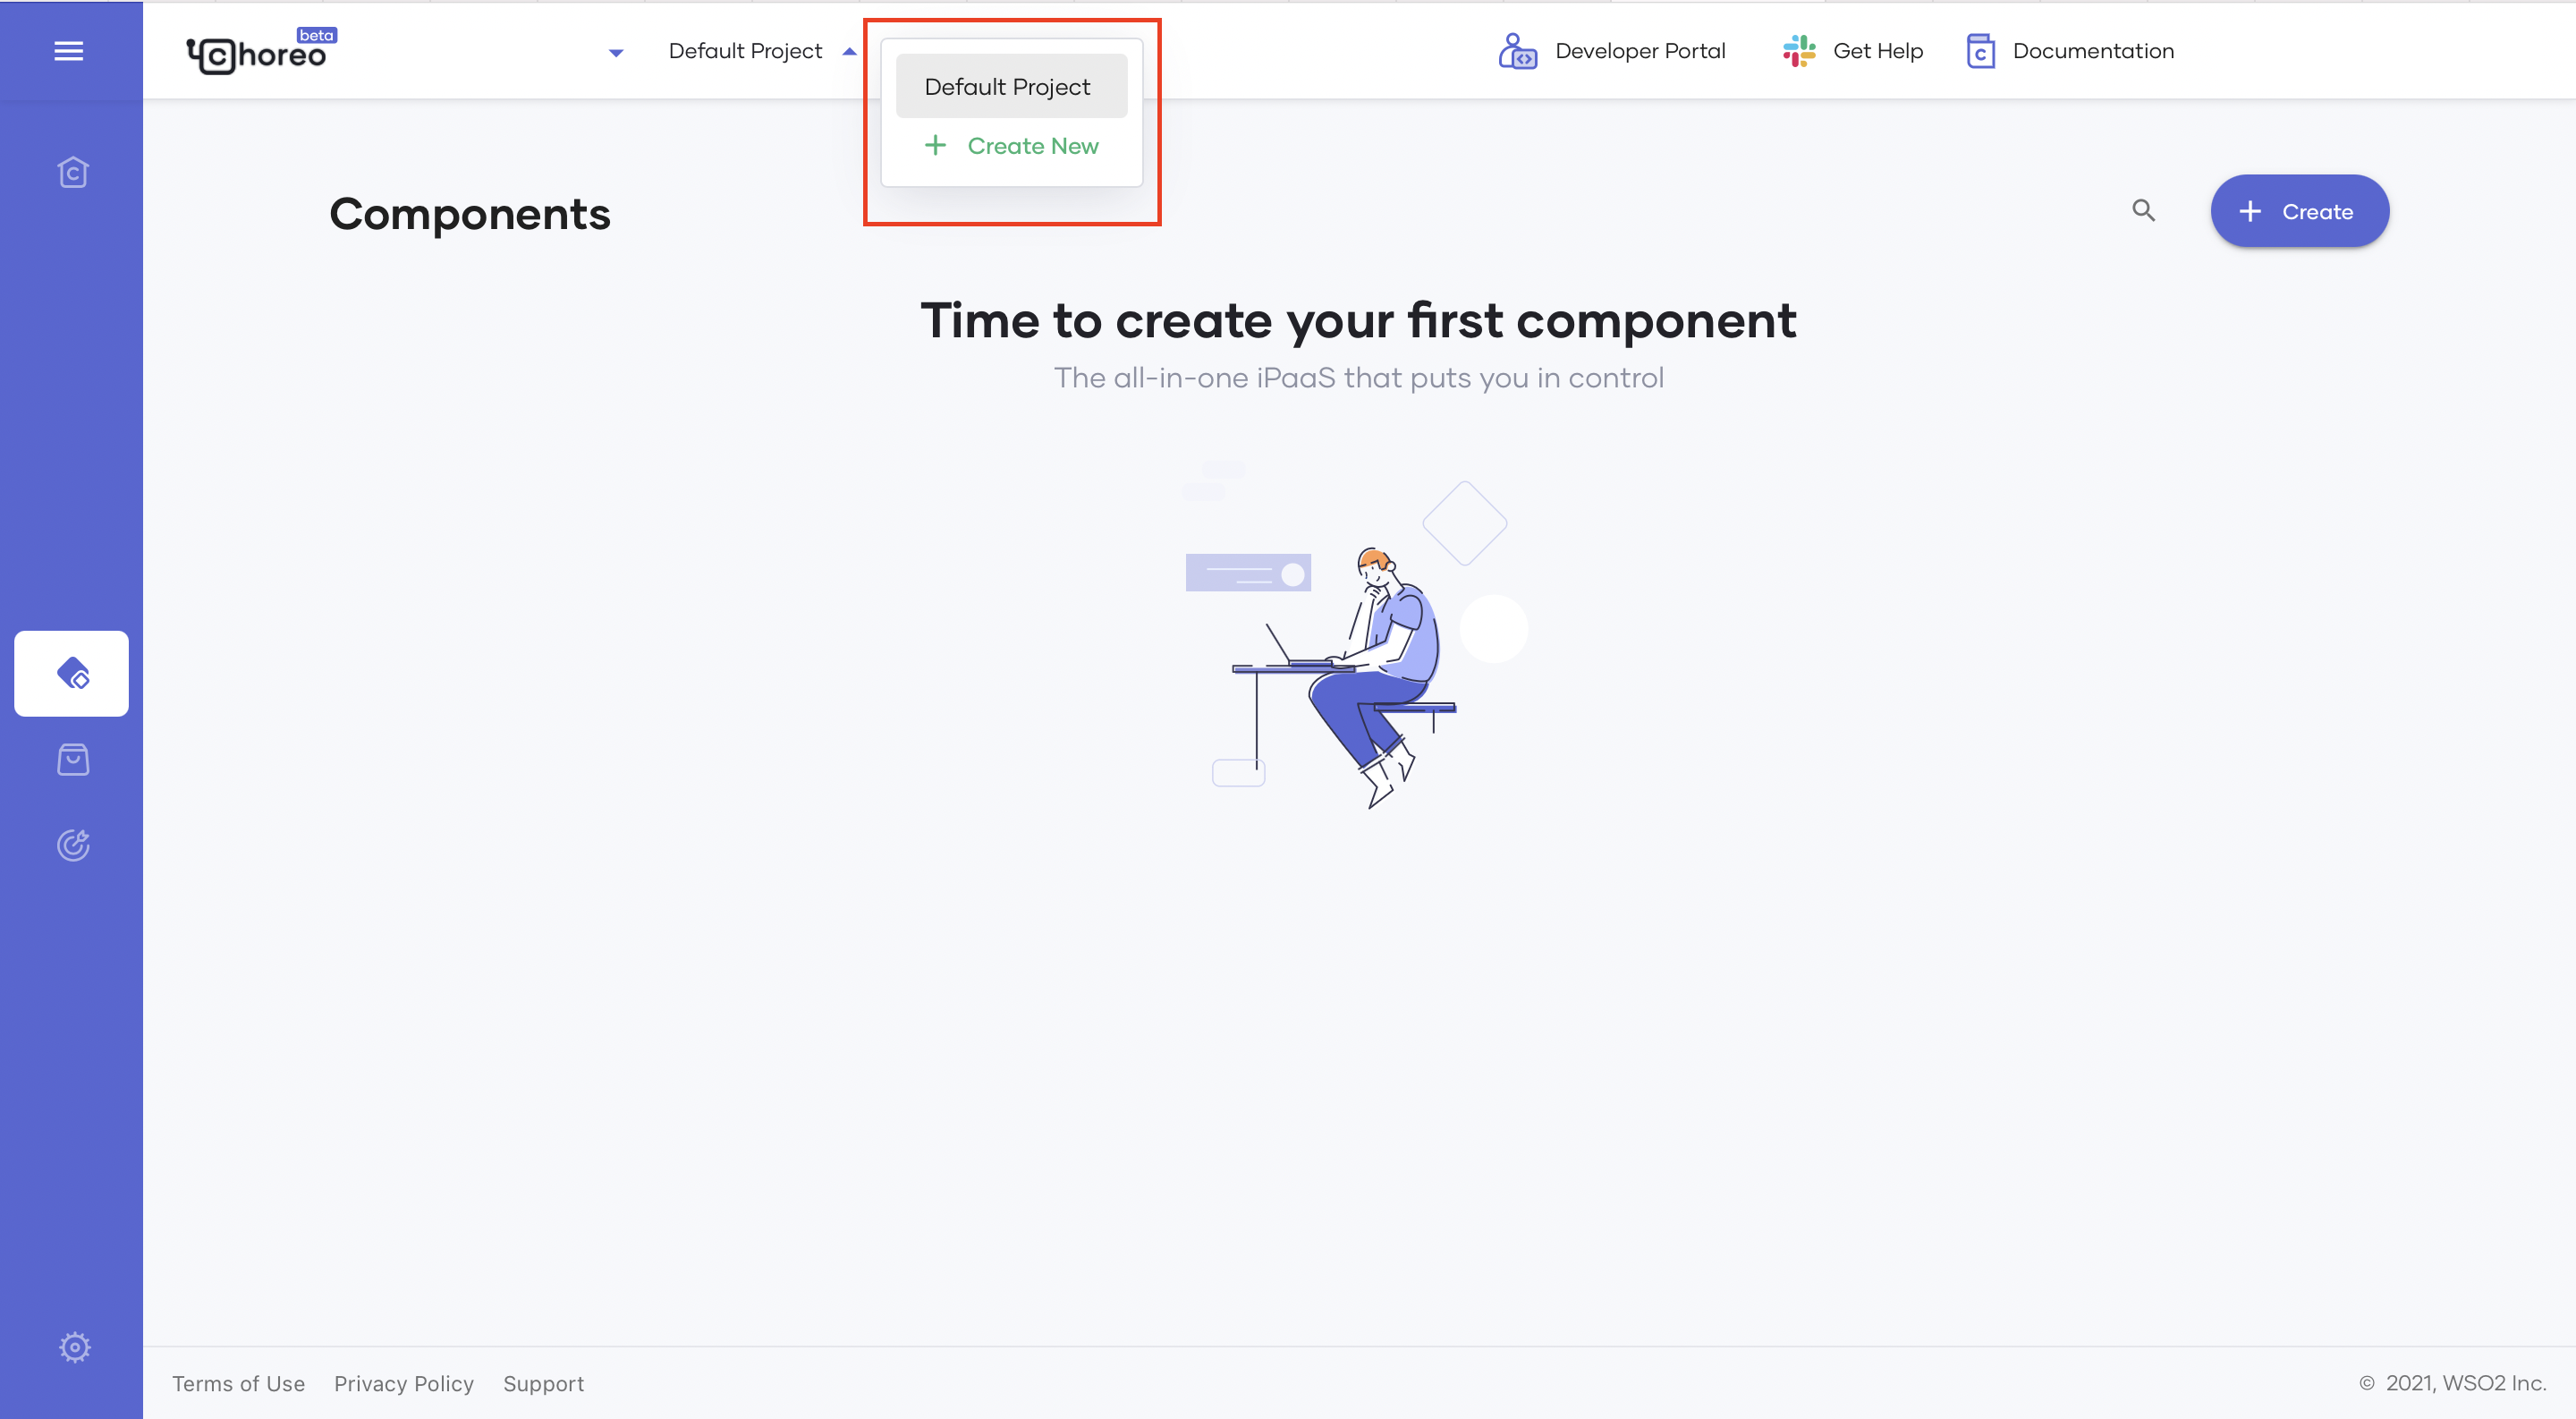 Choreo beta
Default Project
Default Project
+ Create New
Developer Portal
Get Help
Documentation
Components
+ Create
Time to create your first component
The all-in-one iPaaS that puts you in control
Terms of Use
Privacy Policy
Support
© 2021, WSO2 Inc.